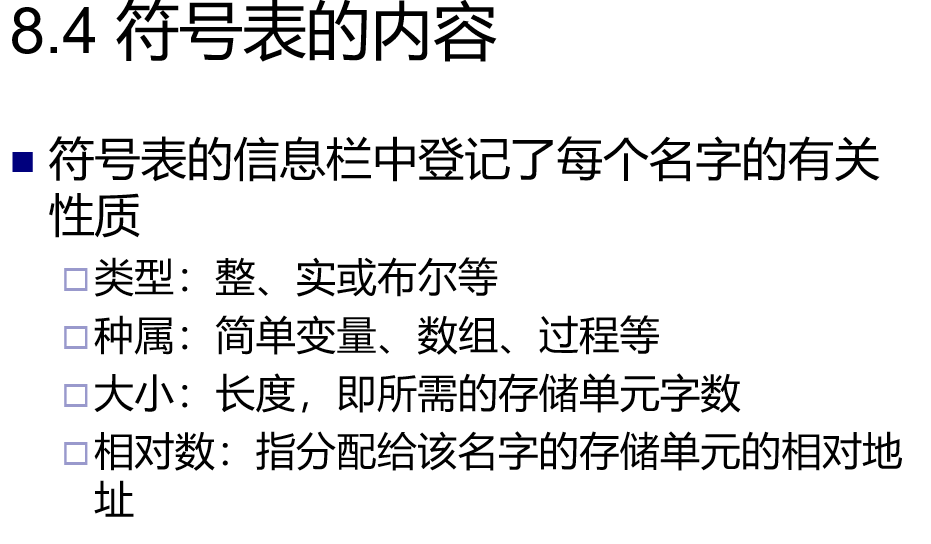 8.4 符号表的内容
符号表的信息栏中登记了每个名字的有关
性质
类型：整、实或布尔等
种属：简单变量、数组、过程等
大小：长度，即所需的存储单元字数
相对数：指分配给该名字的存储单元的相对地
址